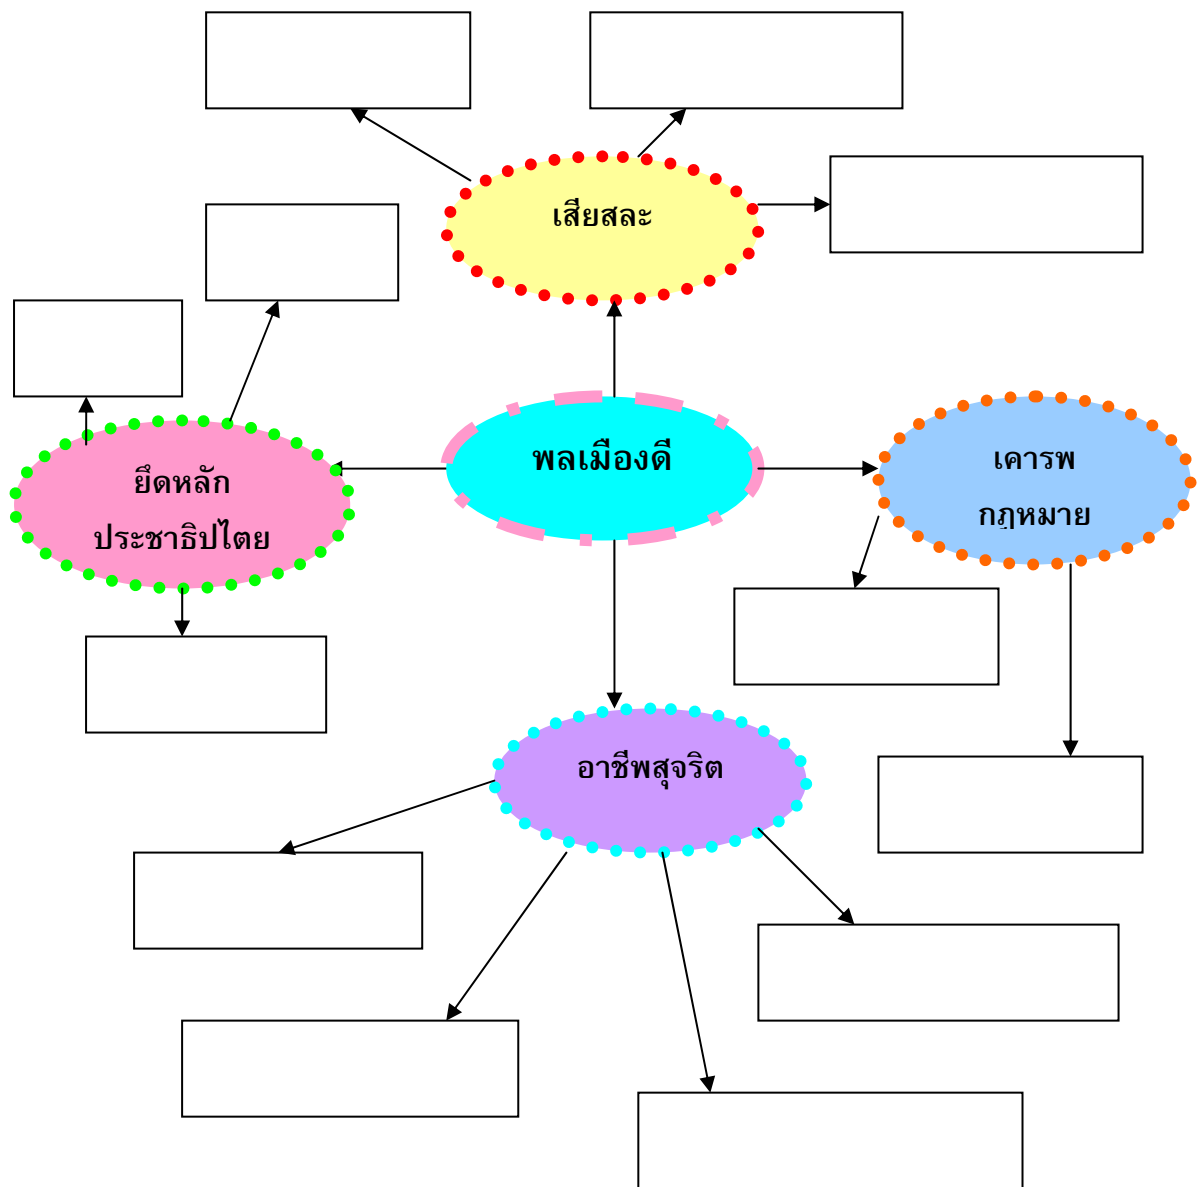 เสียสละ
พลเมืองดี
เคารพ
กฎหมาย
ยึดหลัก
ประชาธิปไตย
อาชีพสุจริต